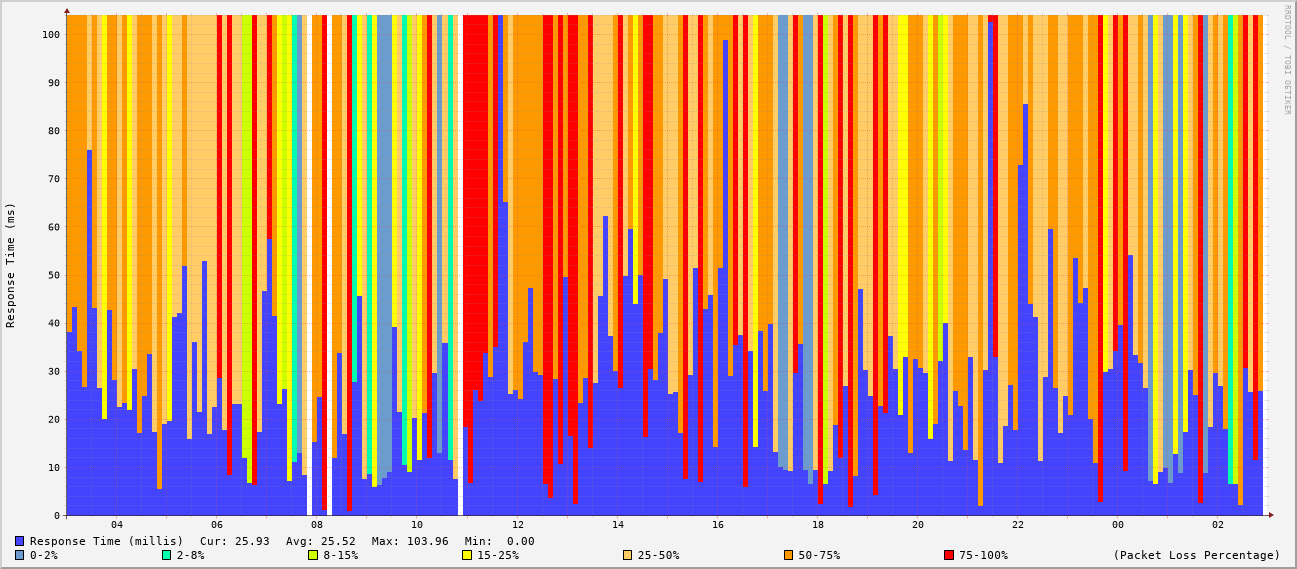 RRDTOOL / TOBI OETIKER
Response Time (ms)
100
90
80
70
60
50
40
30
20
10
0
04 06 08 10 12 14 16 18 20 22 00 02
Response Time (millis) Cur: 25.93 Avg: 25.52 Max: 103.96 Min: 0.00
0-2% 2-8% 8-15% 15-25% 25-50% 50-75% 75-100% (Packet Loss Percentage)